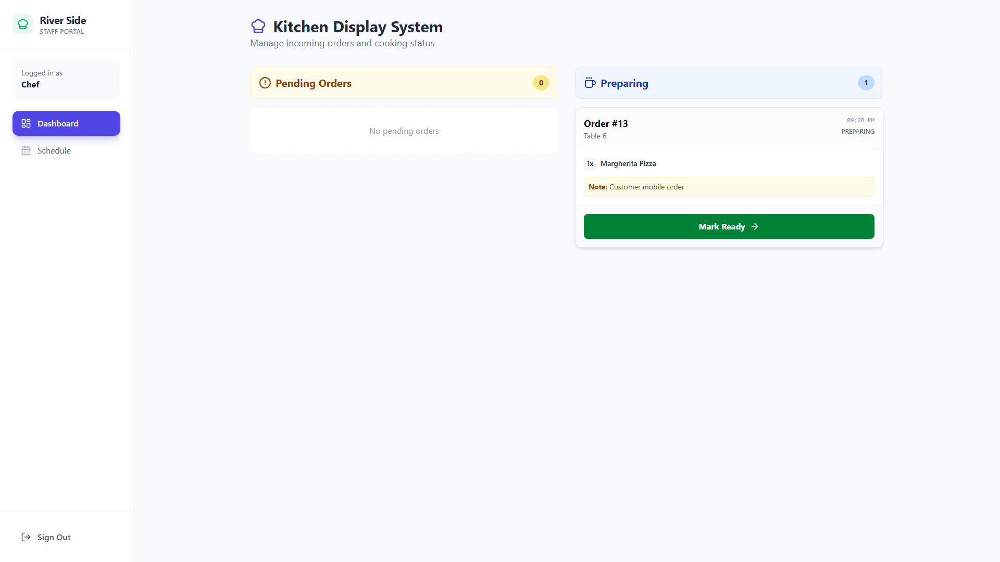 River Side
STAFF PORTAL
Logged in as
Chef
Dashboard
Schedule
Sign Out
Kitchen Display System
Manage incoming orders and cooking status
Pending Orders
0
No pending orders
Preparing
1
Order #13
09:28 PM
Table 6
PREPARING
1x Margherita Pizza
Note: Customer mobile order
Mark Ready